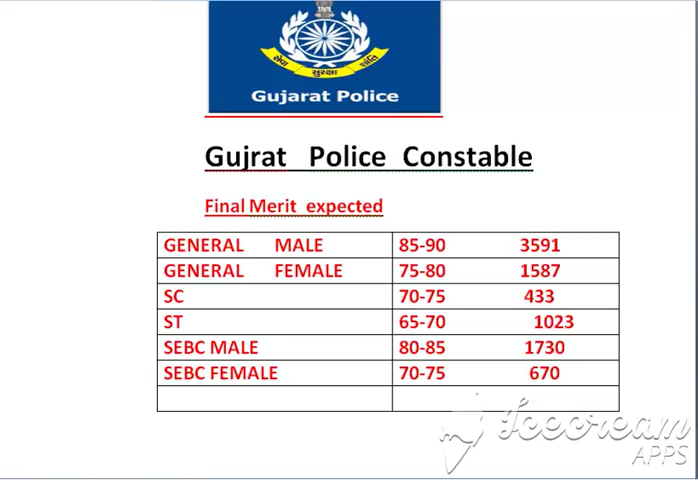 સેવા સુરક્ષા શાંતિ
Gujarat Police
Gujrat Police Constable
Final Merit expected
GENERAL MALE 85-90 3591
GENERAL FEMALE 75-80 1587
SC 70-75 433
ST 65-70 1023
SEBC MALE 80-85 1730
SEBC FEMALE 70-75 670
Icecream
APPS